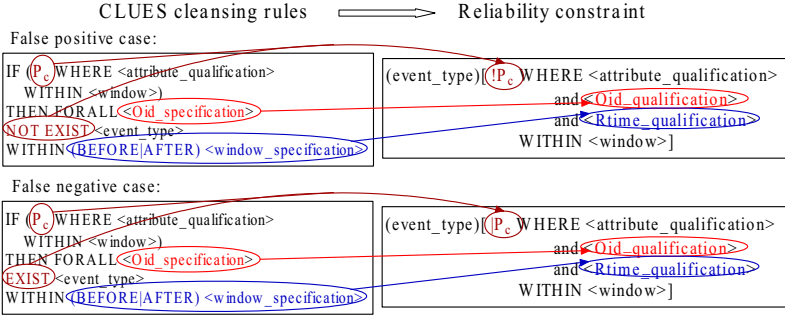 CLUES cleansing rules Reliability constraint
False positive case:
IF (Pc WHERE <attribute_qualification>
WITHIN <window>)
THEN FORALL <Oid_specification>
NOT EXIST <event_type>
WITHIN (BEFORE|AFTER) <window_specification>
(event_type)[!Pc WHERE <attribute_qualification>
and <Oid_qualification>
and <Rtime_qualification>
WITHIN <window>]
False negative case:
IF (Pc WHERE <attribute_qualification>
WITHIN <window>)
THEN FORALL <Oid_specification>
EXIST <event_type>
WITHIN (BEFORE|AFTER) <window_specification>
(event_type)[|Pc WHERE <attribute_qualification>
and <Oid_qualification>
and <Rtime_qualification>
WITHIN <window>]